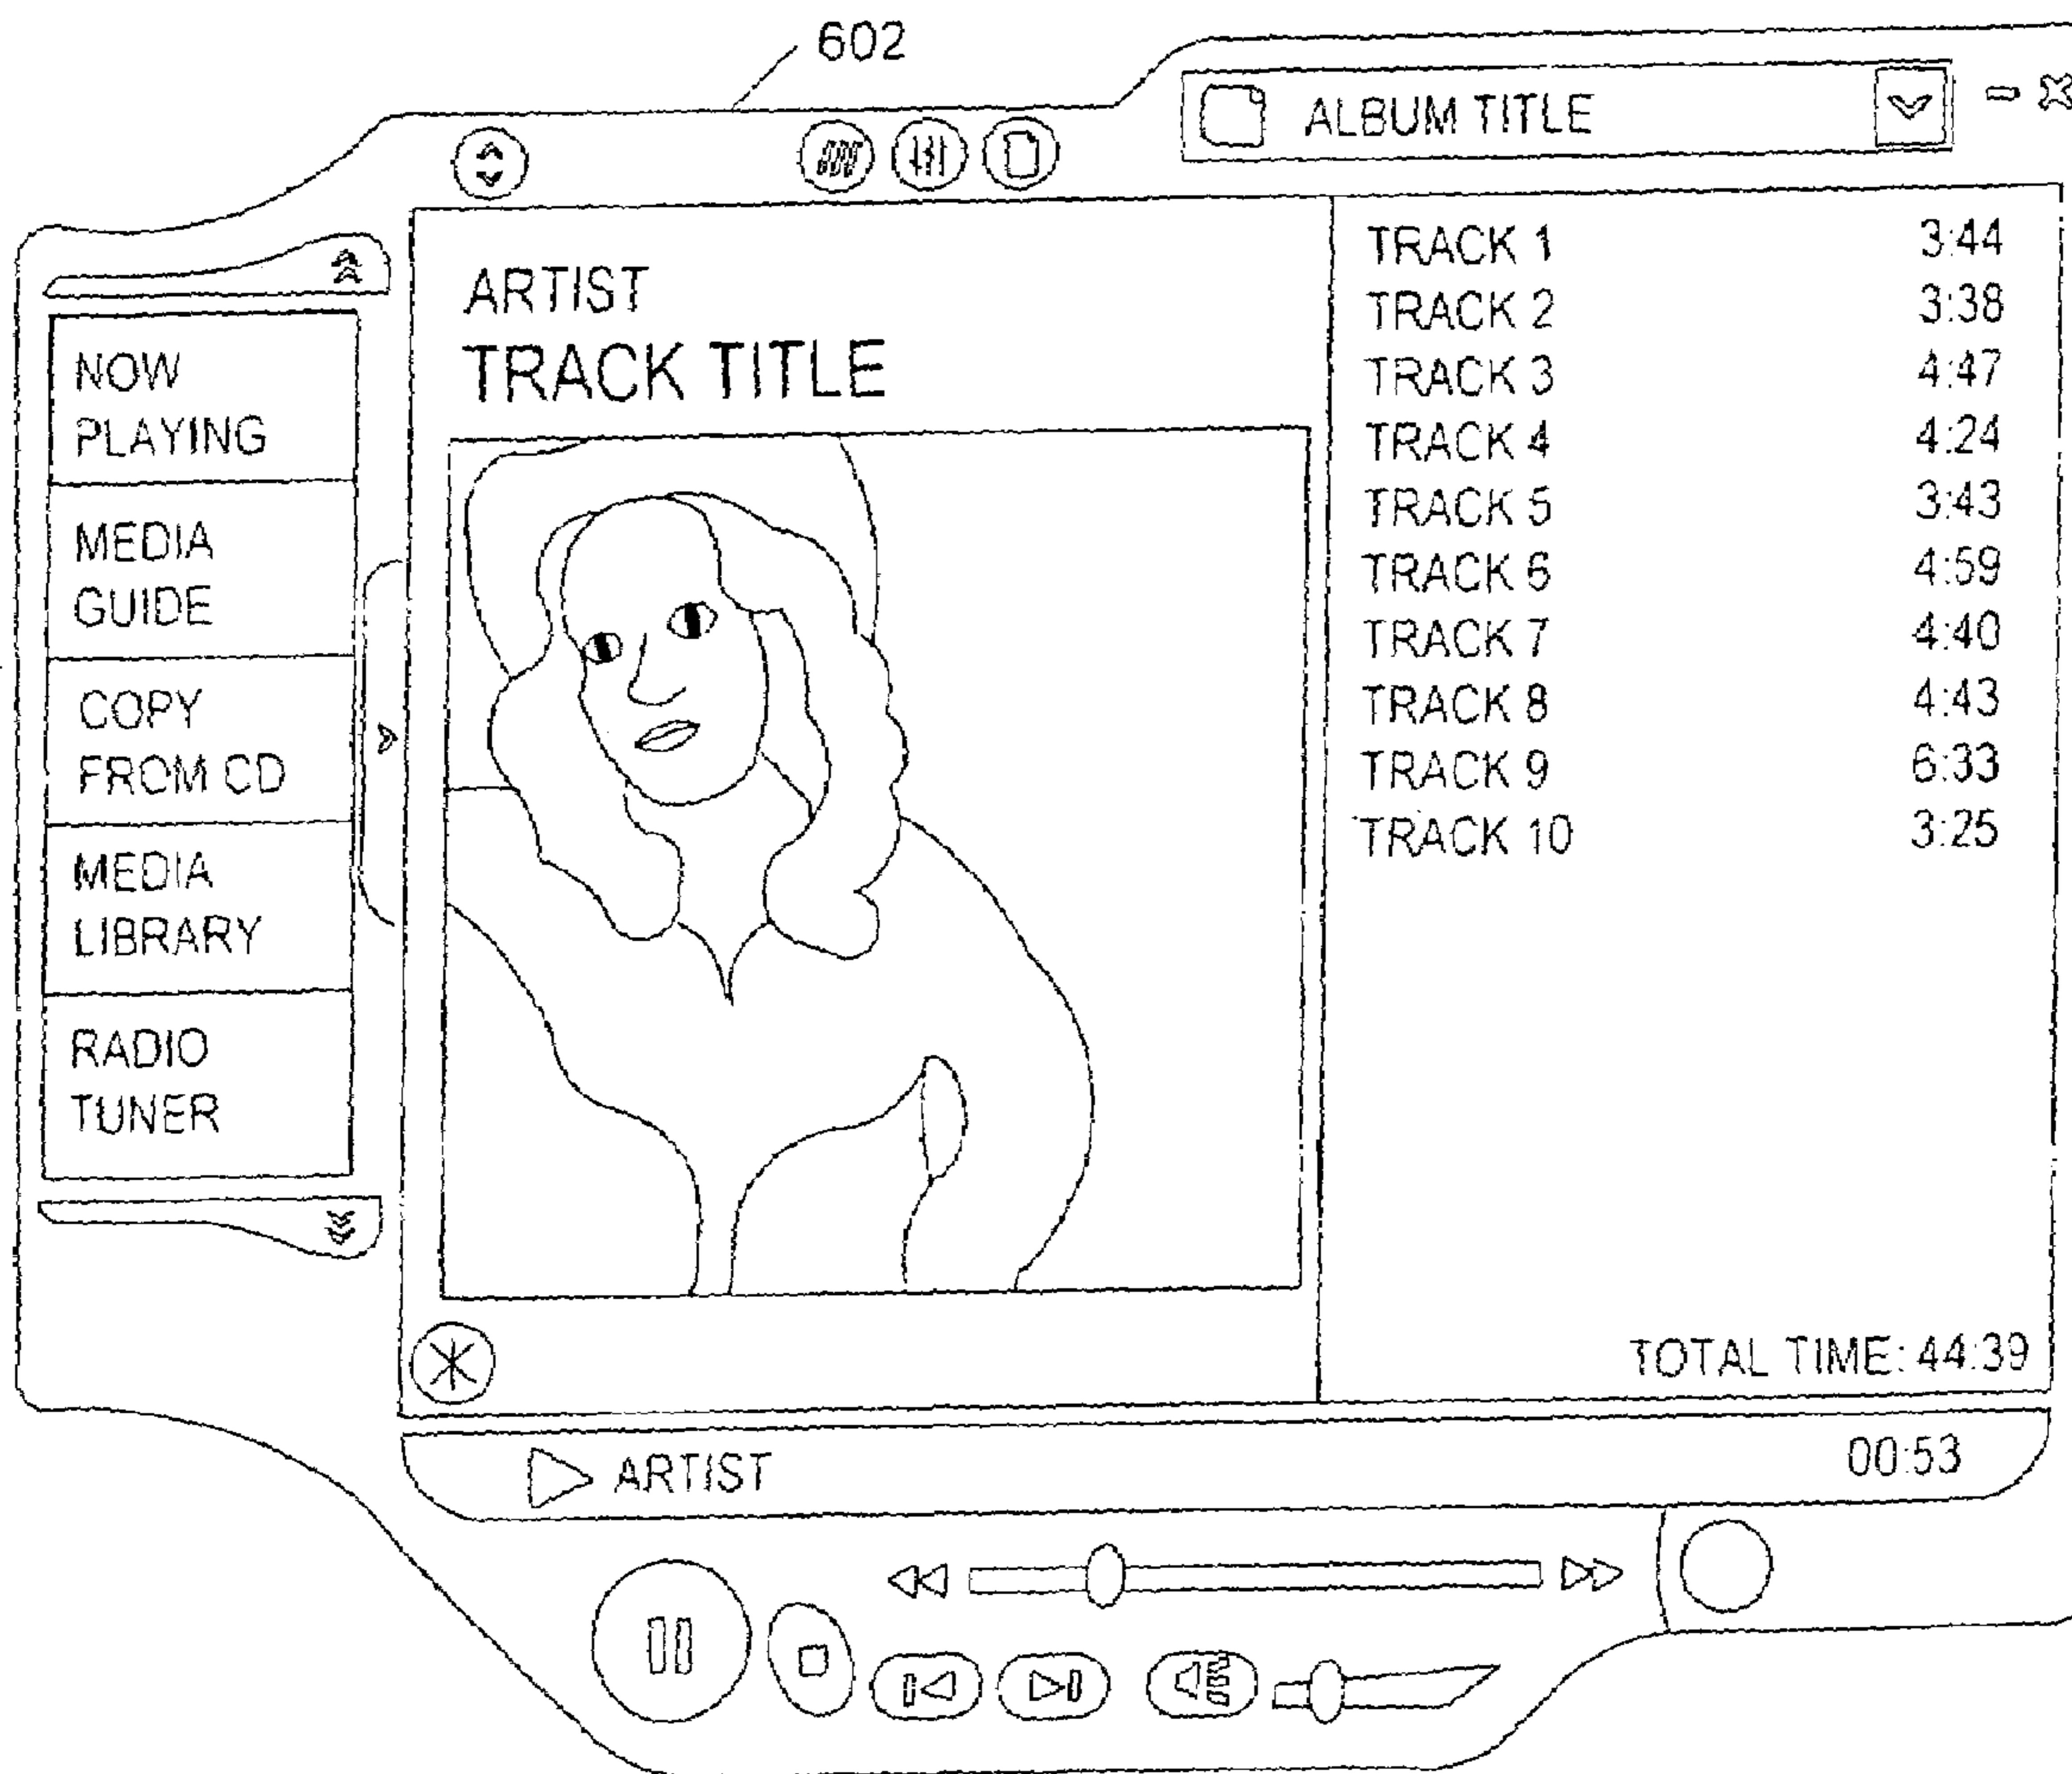 602
ALBUM TITLE
NOW
PLAYING
MEDIA
GUIDE
COPY
FROM CD
MEDIA
LIBRARY
RADIO
TUNER
ARTIST
TRACK TITLE
TRACK 1 3:44
TRACK 2 3:38
TRACK 3 4:47
TRACK 4 4:24
TRACK 5 3:43
TRACK 6 4:59
TRACK 7 4:40
TRACK 8 4:43
TRACK 9 6:33
TRACK 10 3:25
TOTAL TIME: 44:39
ARTIST 00:53